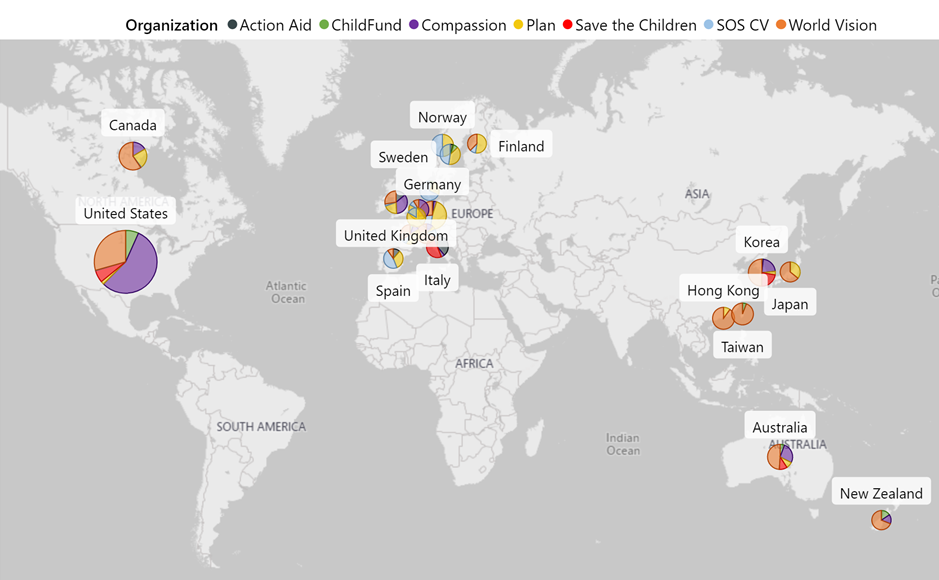 Organization Action Aid ChildFund Compassion Plan Save the Children SOS CV World Vision
Norway
Canada
Finland
Sweden
Germany
NORTH AMERICA
ASIA
United States
EUROPE
United Kingdom
Korea
Italy
Spain
Atlantic
Ocean
Hong Kong
Japan
Taiwan
AFRICA
SOUTH AMERICA
Australia
AUSTRALIA
Indian
Ocean
New Zealand